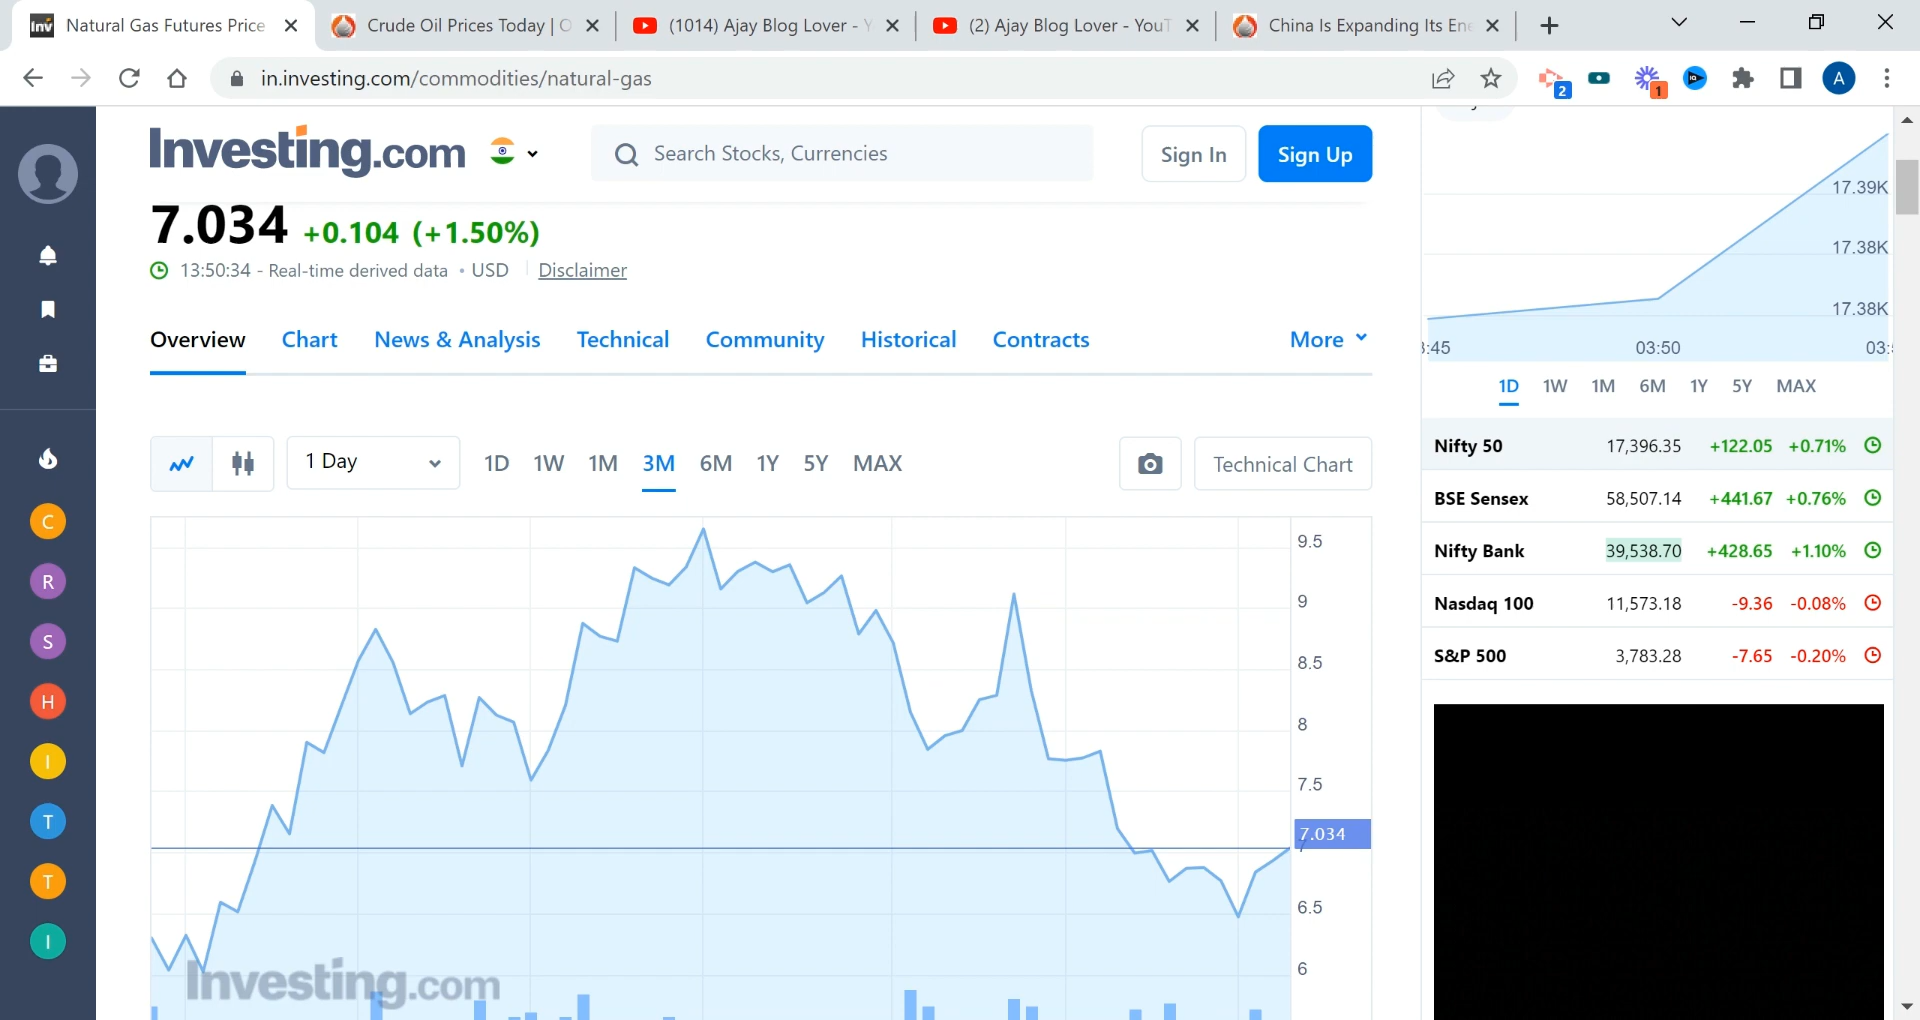 Natural Gas Futures Price
Crude Oil Prices Today | O
(1014) Ajay Blog Lover - Y
(2) Ajay Blog Lover - YouT
China Is Expanding Its Ene
in.investing.com/commodities/natural-gas
2
1
A
Investing.com
Search Stocks, Currencies
Sign In
Sign Up
7.034 +0.104 (+1.50%)
13:50:34 - Real-time derived data • USD
Disclaimer
Overview
Chart
News & Analysis
Technical
Community
Historical
Contracts
More
1 Day
1D
1W
1M
3M
6M
1Y
5Y
MAX
Technical Chart
9.5
9
8.5
8
7.5
7.034
7
6.5
6
Investing.com
C
R
S
H
I
T
T
I
17.39K
17.38K
17.38K
3:45
03:50
03:
1D
1W
1M
6M
1Y
5Y
MAX
Nifty 50 17,396.35 +122.05 +0.71%
BSE Sensex 58,507.14 +441.67 +0.76%
Nifty Bank 39,538.70 +428.65 +1.10%
Nasdaq 100 11,573.18 -9.36 -0.08%
S&P 500 3,783.28 -7.65 -0.20%